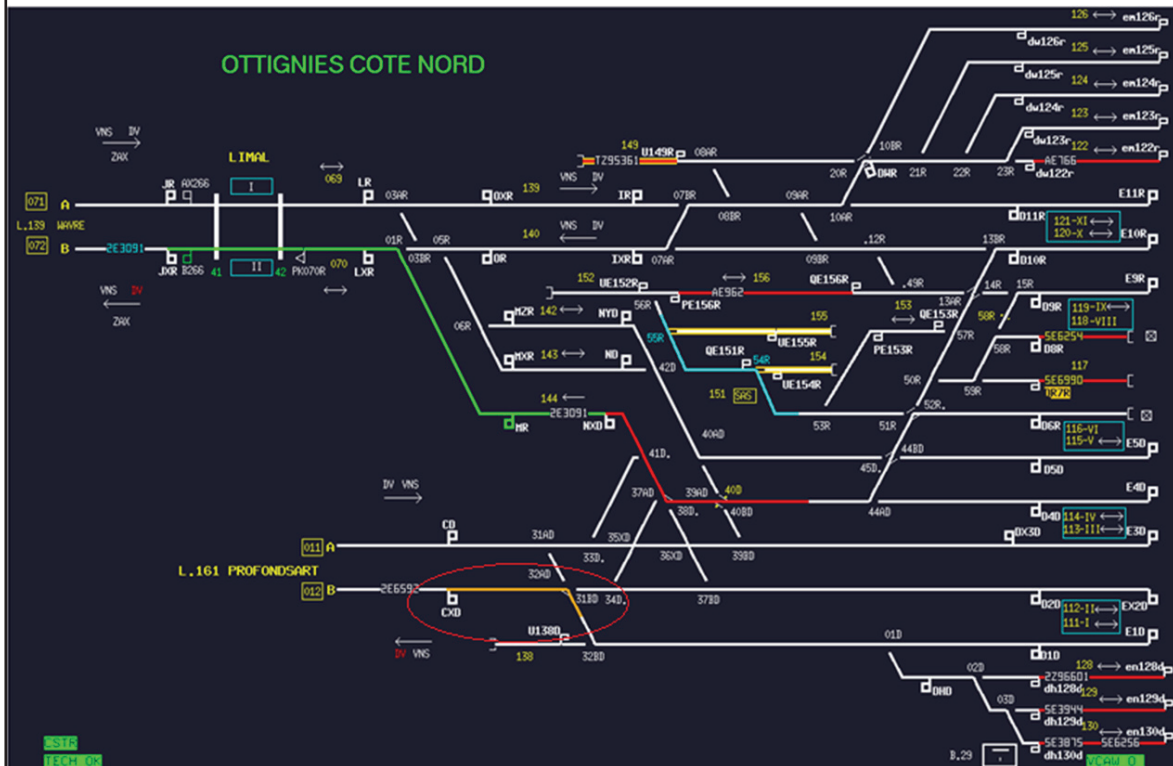 126 ⟷ em126r
dw126r
125 em125r
OTTIGNIES COTE NORD
dw125r
124 em124r
dw124r
123 ⟷ em123r
VNS DV
ZAX
149
U149R
08AR
10BR
dw123r
122 em122r
LIMAL
TZ95361
20R
DWR
21R 22R 23R
AE766
dw122r
JR AX266 I
069
LR
139
VNS DV
IR
07BR
09AR
E11R
071 A
03AR
OXR
08BR
10AR
D11R
121-XI
120-X
L.139 WAVRE
072 B 2E3091
01R 05R
140
.12R
13BR
E10R
JXR B266 41 II 42 PK070R 070 LXR
03BR
OR
IXR
07AR
09BR
D10R
152 UE152R
156
QE156R
.49R
14R 15R
E9R
VNS DV
ZAX
AE962
PE156R
13AR
D9R
119-IX
118-VIII
56R
MZR 142 NYD
155
153
QE153R
58R
06R
55R
UE155R
PE153R
57R
SE6254
D8R
MXR 143 ND
QE151R
54R
154
58R
117
42D
UE154R
50R
59R
SE6990
DR7R
144
151 SAS
2E3091
MR
NXD
53R
51R
52R.
D6R
116-VI
115-V
E5D
40AD
44BD
41D.
45D.
D5D
DV VNS
37AD 39AD 40D
E4D
38D.
40BD
44AD
D4D
114-IV
113-III
E3D
CD
31AD
35XD
011 A
33D.
36XD
39BD
DX3D
L.161 PROFONDSART
32AD
012 B 2E6592
CXD
31BD 34D.
37BD
D2D
112-II
111-I
EX2D
U138D
E1D
DV VNS
138
32BD
01D
D1D
128 en128d
02D
2Z96601
DHD
dh128d
129 en129d
03D
SE3944
dh129d
130 en130d
CSTR
SE3875 SE6256
TECH OK
B.29
dh130d
VCAW O